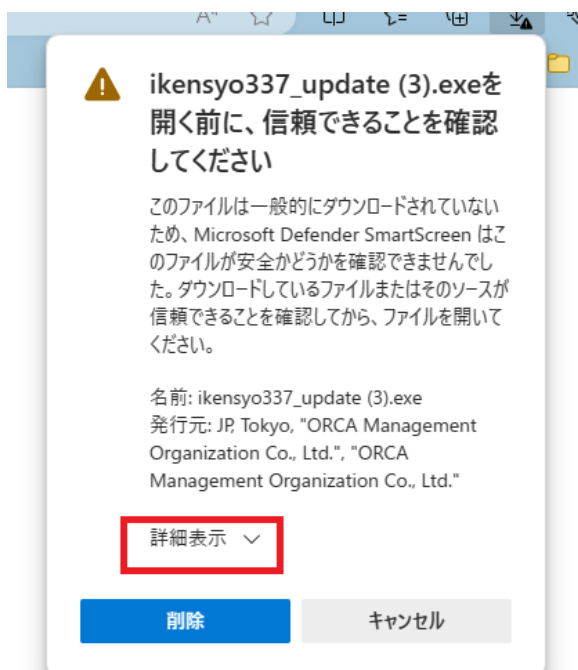 ikensyo337_update (3).exeを
開く前に、信頼できることを確認
してください
このファイルは一般的にダウンロードされていない
ため、Microsoft Defender SmartScreen はこ
のファイルが安全かどうかを確認できませんでし
た。ダウンロードしているファイルまたはそのソースが
信頼できることを確認してから、ファイルを開いて
ください。
名前: ikensyo337_update (3).exe
発行元: JP, Tokyo, "ORCA Management
Organization Co., Ltd.", "ORCA
Management Organization Co., Ltd."
詳細表示
削除
キャンセル